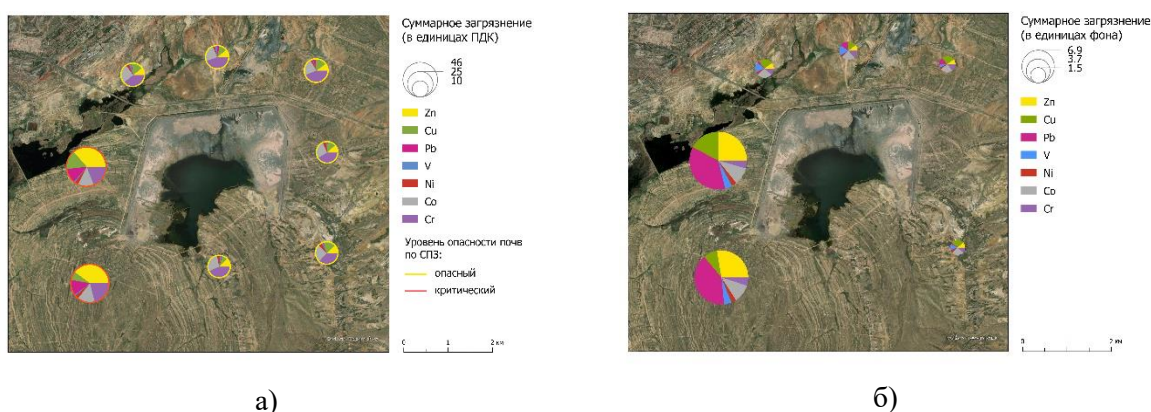 Суммарное загрязнение
(в единицах ПДК)
46
25
10
Zn
Cu
Pb
V
Ni
Co
Cr
Уровень опасности почв
по СПЗ:
опасный
критический
0 1 2 км
а)
Суммарное загрязнение
(в единицах фона)
6.9
3.7
1.5
Zn
Cu
Pb
V
Ni
Co
Cr
0 2 км
б)